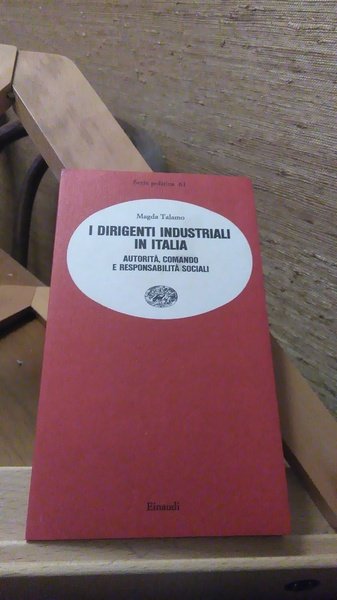 Serie politica 61
Magda Talamo
I DIRIGENTI INDUSTRIALI
IN ITALIA
AUTORITÀ, COMANDO
E RESPONSABILITÀ SOCIALI
Einaudi